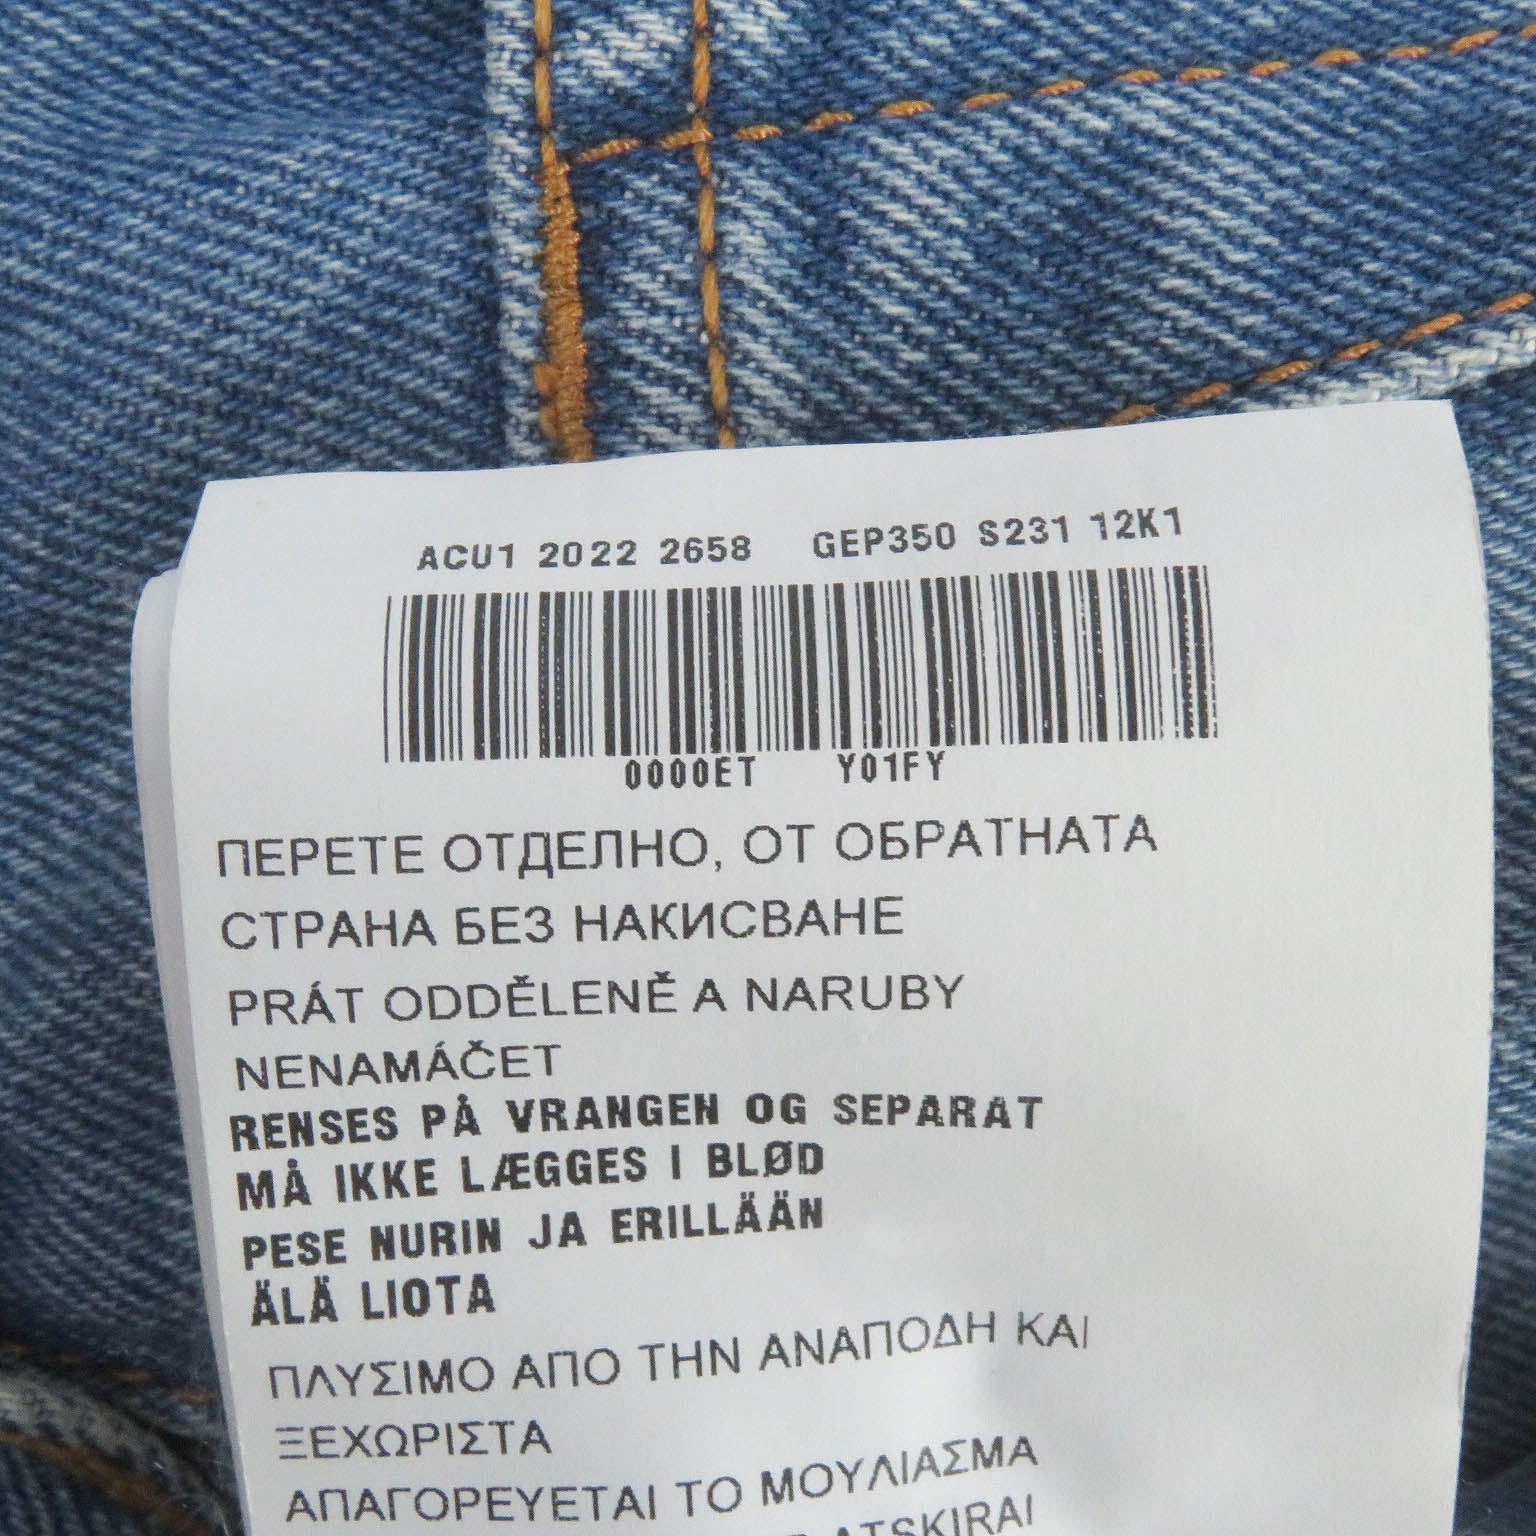 ACU1 2022 2658 GEP350 S231 12K1
0000ET Y01FY
ПЕРЕТЕ ОТДЕЛНО, ОТ ОБРАТНАТА
СТРАНА БЕЗ НАКИСВАНЕ
PRÁT ODDĚLENĚ A NARUBY
NENAMÁČET
RENSES PÅ VRANGEN OG SEPARAT
MÅ IKKE LÆGGES I BLØD
PESE NURIN JA ERILLÄÄN
ÄLÄ LIOTA
ΠΛΥΣΙΜΟ ΑΠΟ ΤΗΝ ΑΝΑΠΟΔΗ ΚΑΙ
ΞΕΧΩΡΙΣΤΑ
ΑΠΑΓΟΡΕΥΕΤΑΙ ΤΟ ΜΟΥΛΙΑΣΜΑ
ATSKIRAI